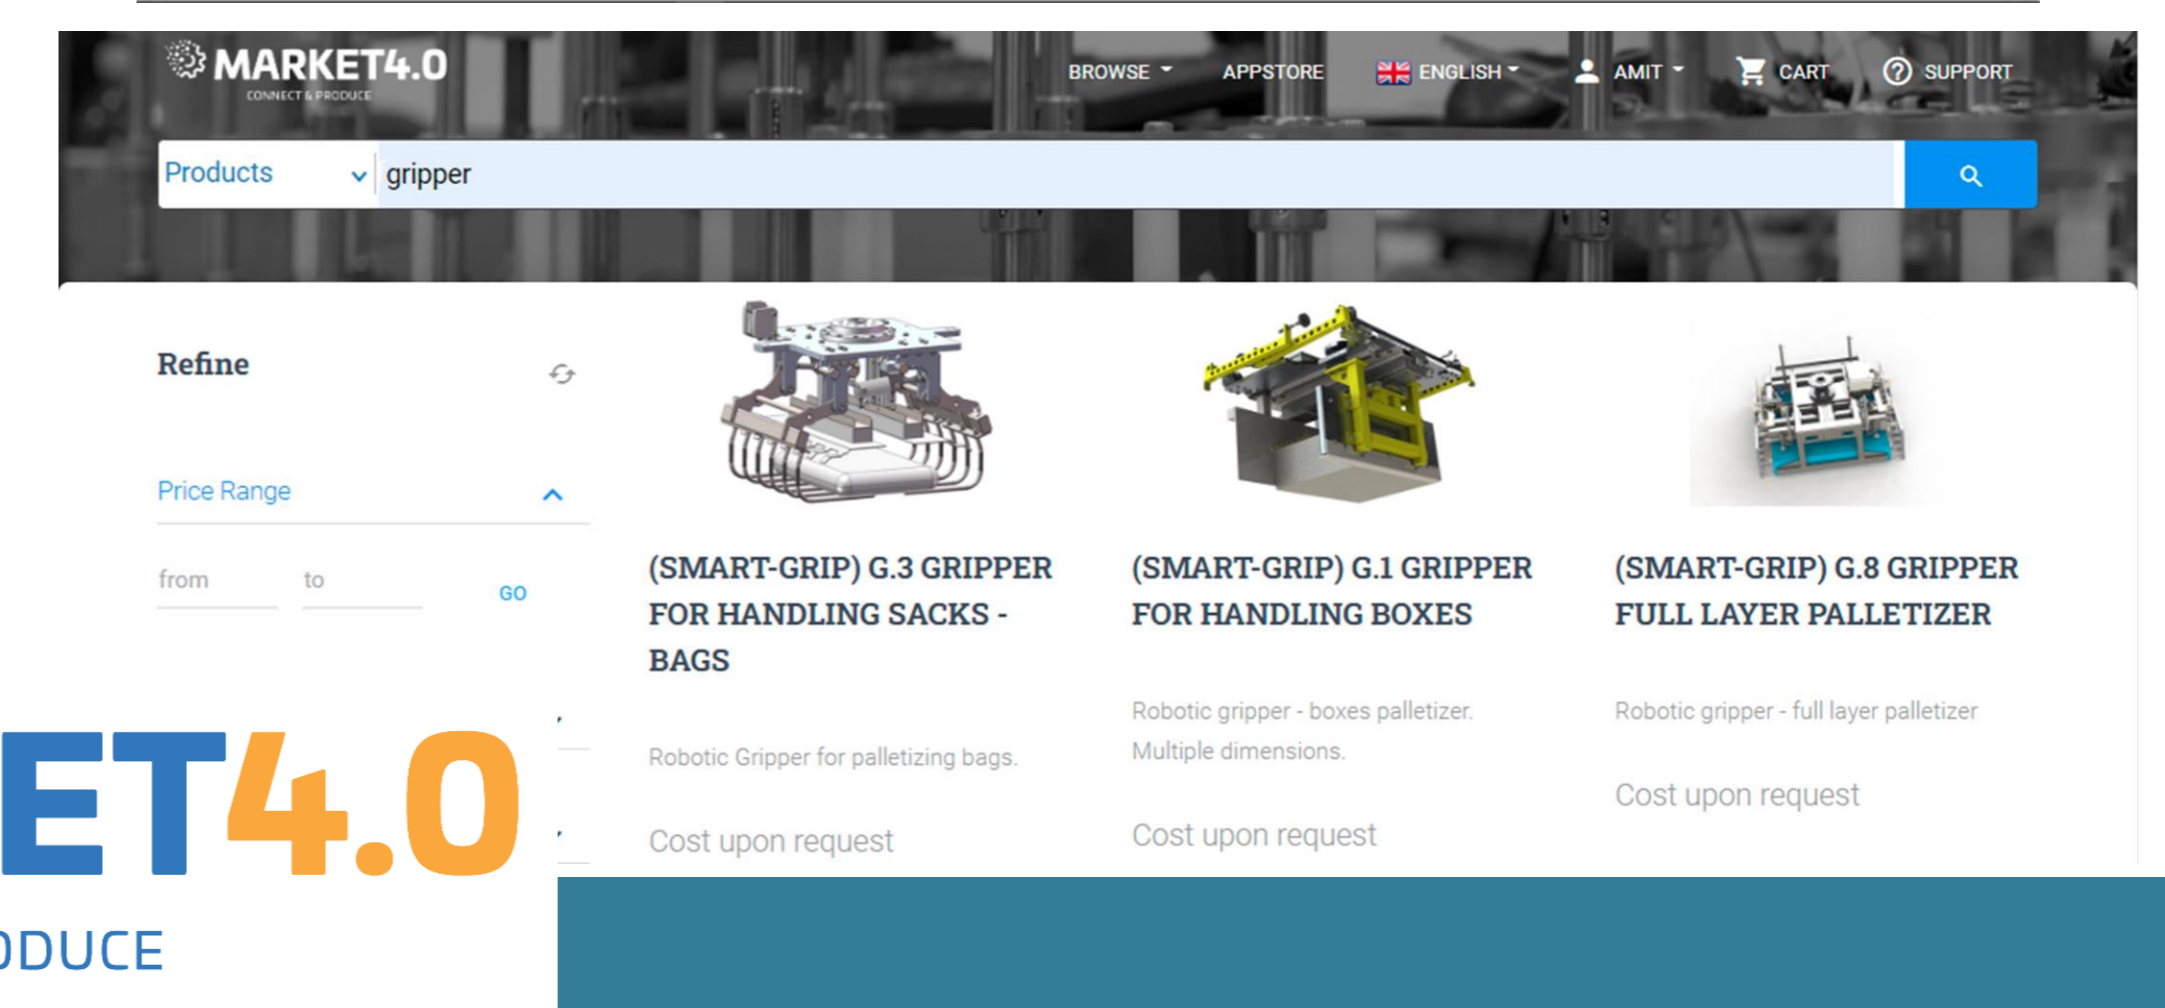 MARKET4.0
CONNECT & PRODUCE
BROWSE
APPSTORE
ENGLISH
AMIT
CART
SUPPORT
Products
gripper
Refine
Price Range
from to GO
(SMART-GRIP) G.3 GRIPPER
FOR HANDLING SACKS -
BAGS
Robotic Gripper for palletizing bags.
Cost upon request
(SMART-GRIP) G.1 GRIPPER
FOR HANDLING BOXES
Robotic gripper - boxes palletizer.
Multiple dimensions.
Cost upon request
(SMART-GRIP) G.8 GRIPPER
FULL LAYER PALLETIZER
Robotic gripper - full layer palletizer
Cost upon request
ET4.0
ODUCE